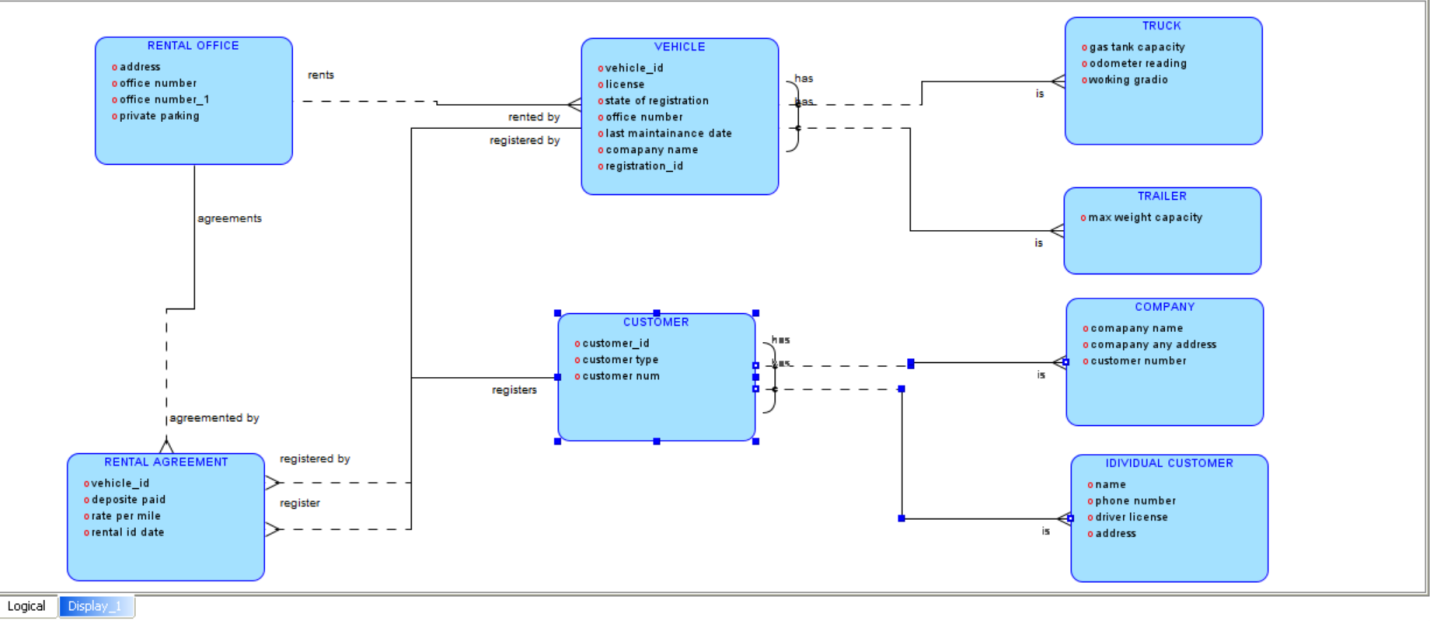 RENTAL OFFICE
address
office number
office number_1
private parking
rents
VEHICLE
vehicle_id
license
state of registration
office number
last maintainance date
comapany name
registration_id
rented by
registered by
has
has
TRUCK
gas tank capacity
odometer reading
working gradio
is
TRAILER
max weight capacity
is
agreements
agreemented by
CUSTOMER
customer_id
customer type
customer num
registers
has
has
COMPANY
comapany name
comapany any address
customer number
is
RENTAL AGREEMENT
vehicle_id
deposite paid
rate per mile
rental id date
registered by
register
IDIVIDUAL CUSTOMER
name
phone number
driver license
address
is
Logical
Display_1